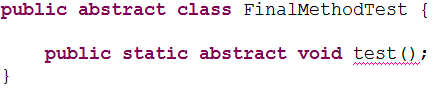 public abstract class FinalMethodTest {
public static abstract void test();
}